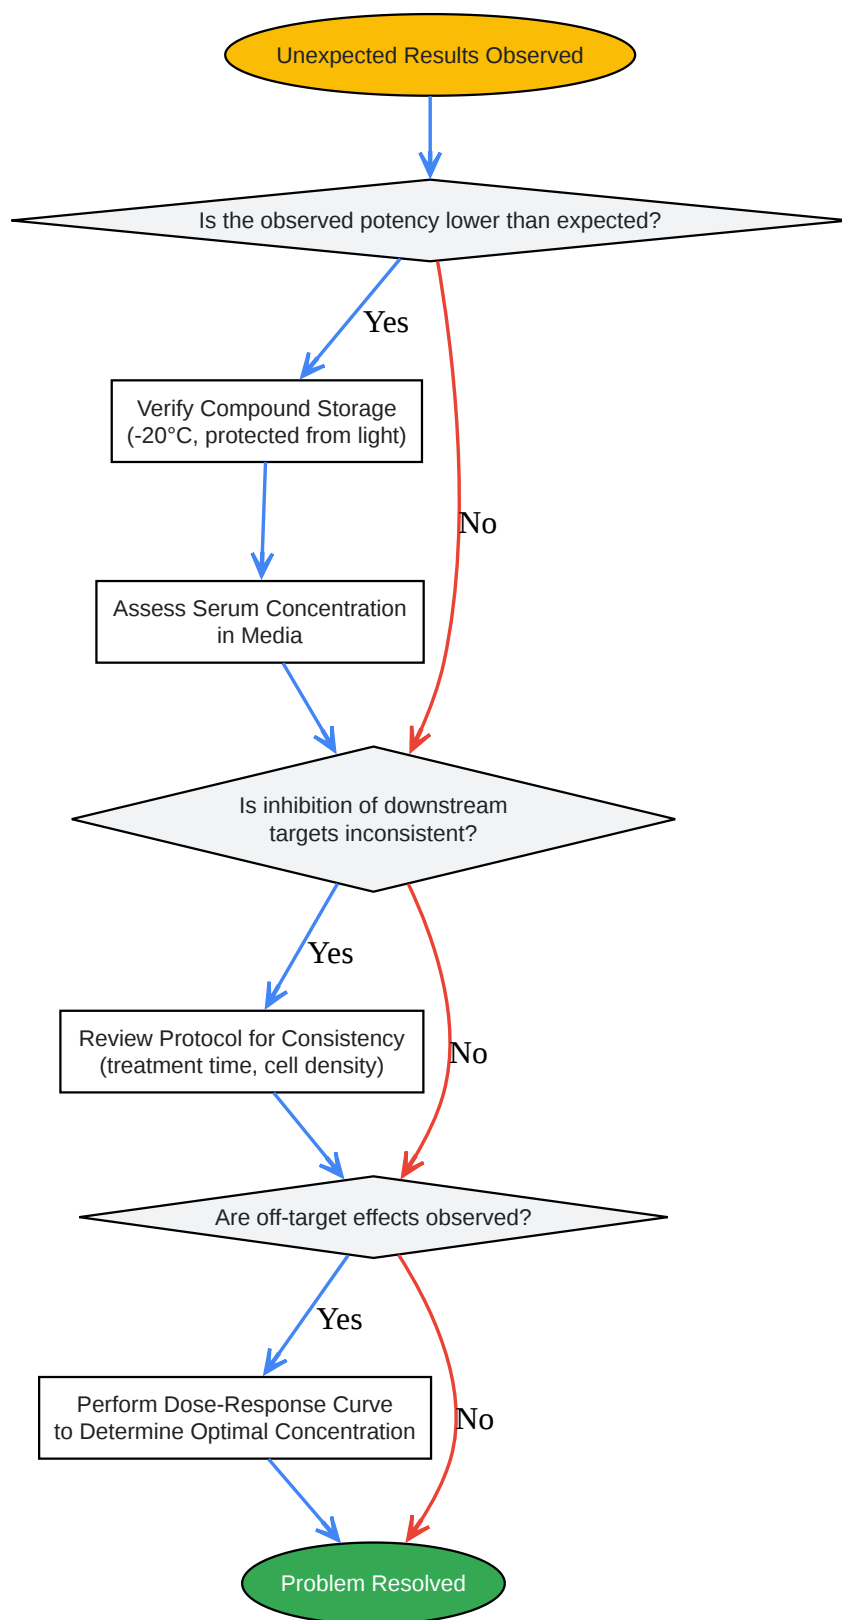 Unexpected Results Observed
Is the observed potency lower than expected?
Yes
Verify Compound Storage
(-20°C, protected from light)
No
Assess Serum Concentration
in Media
Is inhibition of downstream
targets inconsistent?
Yes
Review Protocol for Consistency
(treatment time, cell density)
No
Are off-target effects observed?
Yes
Perform Dose-Response Curve
to Determine Optimal Concentration
No
Problem Resolved